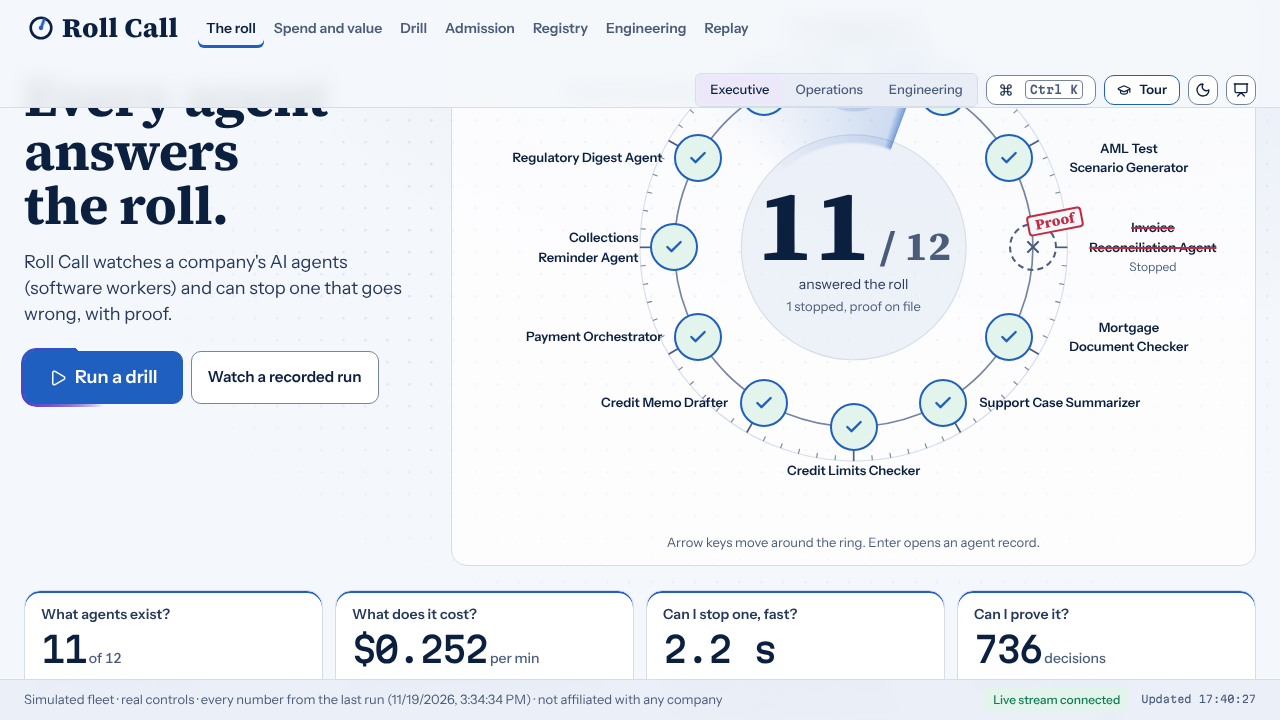 Roll Call
The roll
Spend and value
Drill
Admission
Registry
Engineering
Replay
Executive
Operations
Engineering
⌘ Ctrl K
Tour
Every agent
answers
the roll.
Roll Call watches a company's AI agents
(software workers) and can stop one that goes
wrong, with proof.
Run a drill
Watch a recorded run
Regulatory Digest Agent
AML Test
Scenario Generator
Collections
Reminder Agent
Proof
Invoice
Reconciliation Agent
Stopped
11 / 12
answered the roll
1 stopped, proof on file
Payment Orchestrator
Mortgage
Document Checker
Credit Memo Drafter
Support Case Summarizer
Credit Limits Checker
Arrow keys move around the ring. Enter opens an agent record.
What agents exist?
11 of 12
What does it cost?
$0.252 per min
Can I stop one, fast?
2.2 s
Can I prove it?
736 decisions
Simulated fleet · real controls · every number from the last run (11/19/2026, 3:34:34 PM) · not affiliated with any company
Live stream connected
Updated 17:40:27